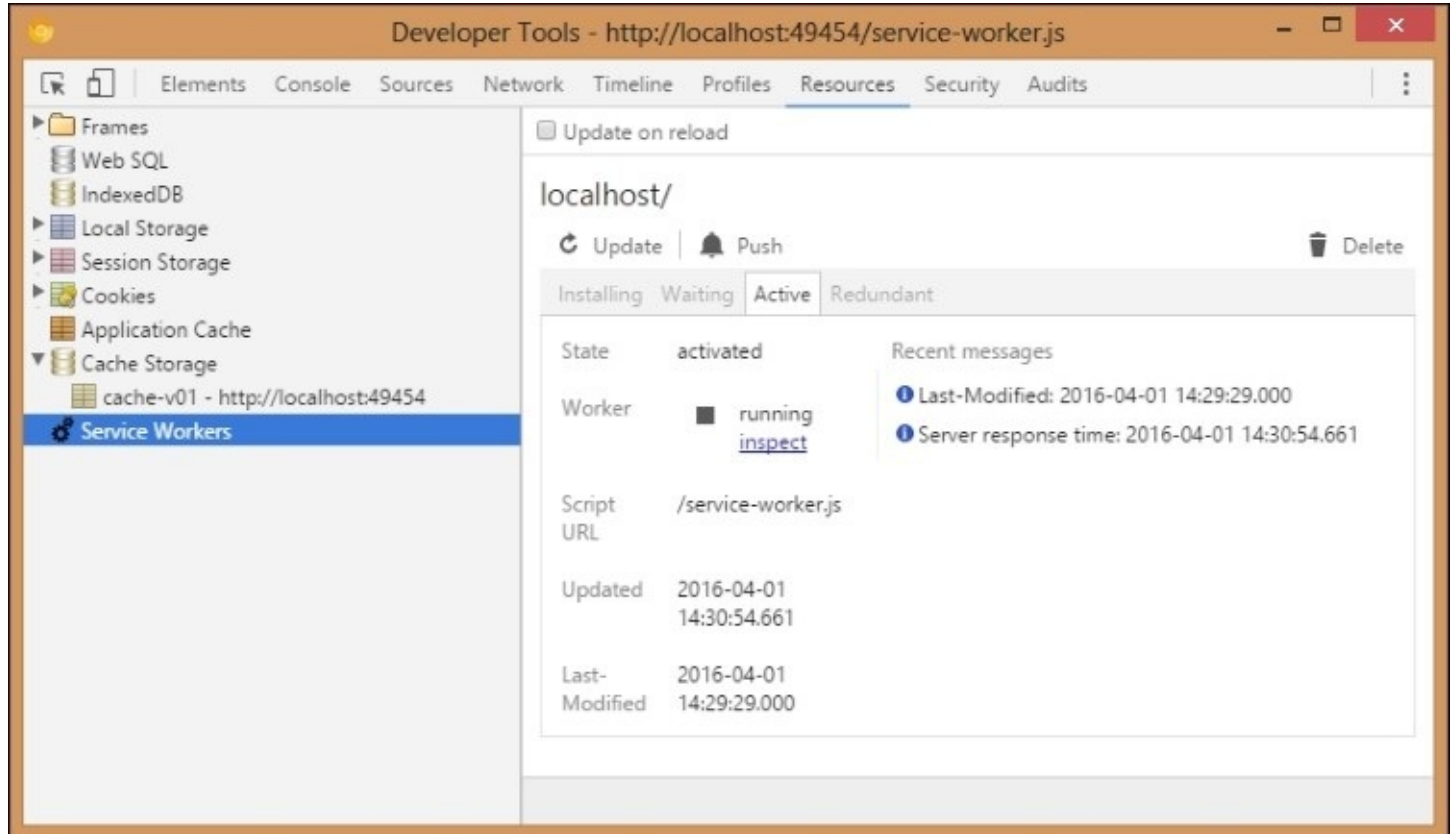 Developer Tools - http://localhost:49454/service-worker.js
Elements Console Sources Network Timeline Profiles Resources Security Audits
Frames
Web SQL
IndexedDB
Local Storage
Session Storage
Cookies
Application Cache
Cache Storage
cache-v01 - http://localhost:49454
Service Workers
Update on reload
localhost/
Update Push Delete
Installing Waiting Active Redundant
State activated
Worker running
inspect
Script URL /service-worker.js
Updated 2016-04-01
14:30:54.661
Last-Modified 2016-04-01
14:29:29.000
Recent messages
Last-Modified: 2016-04-01 14:29:29.000
Server response time: 2016-04-01 14:30:54.661